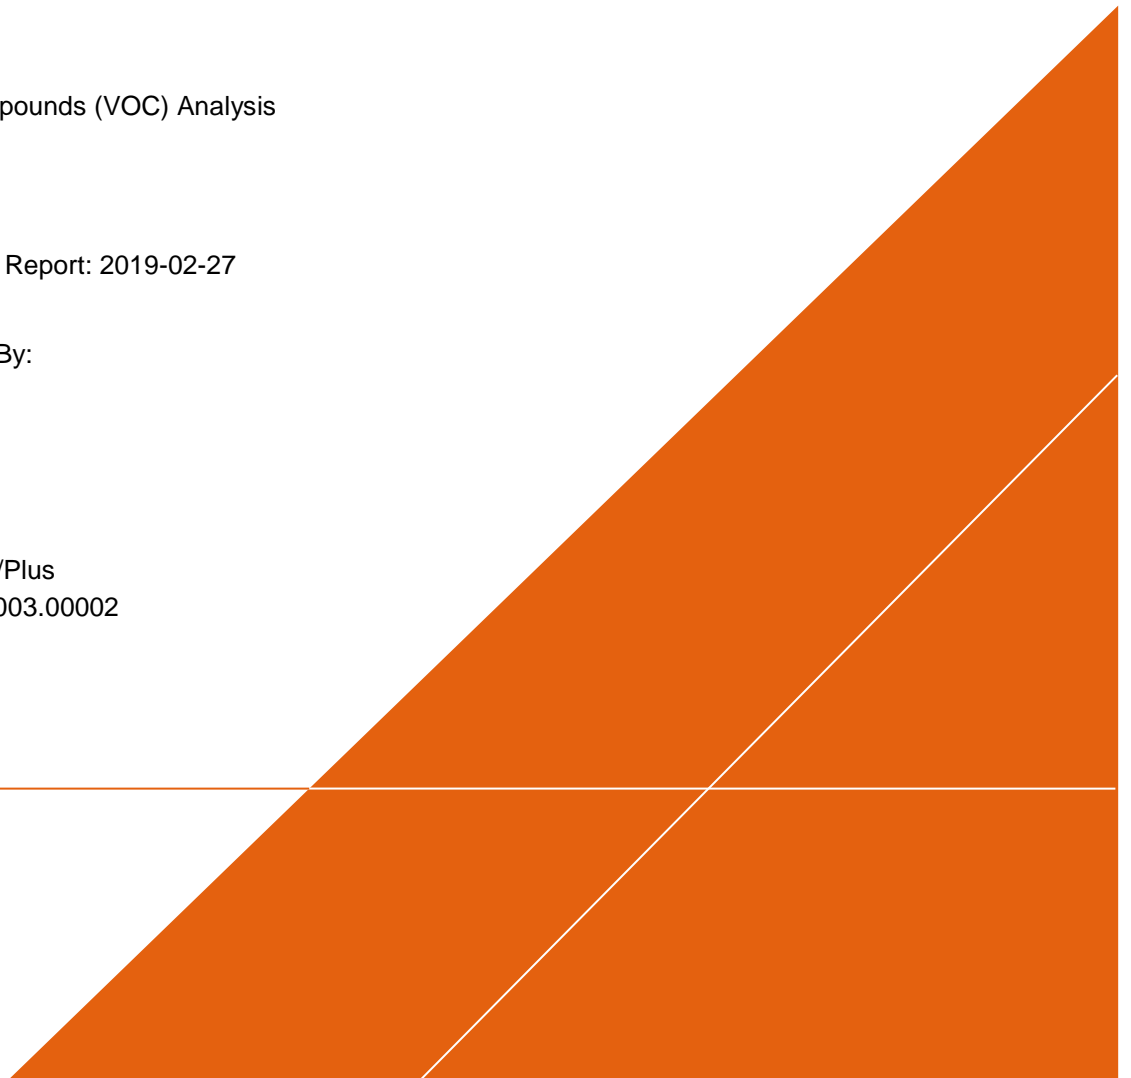 pounds (VOC) Analysis
Report: 2019-02-27
By:
/Plus
003.00002